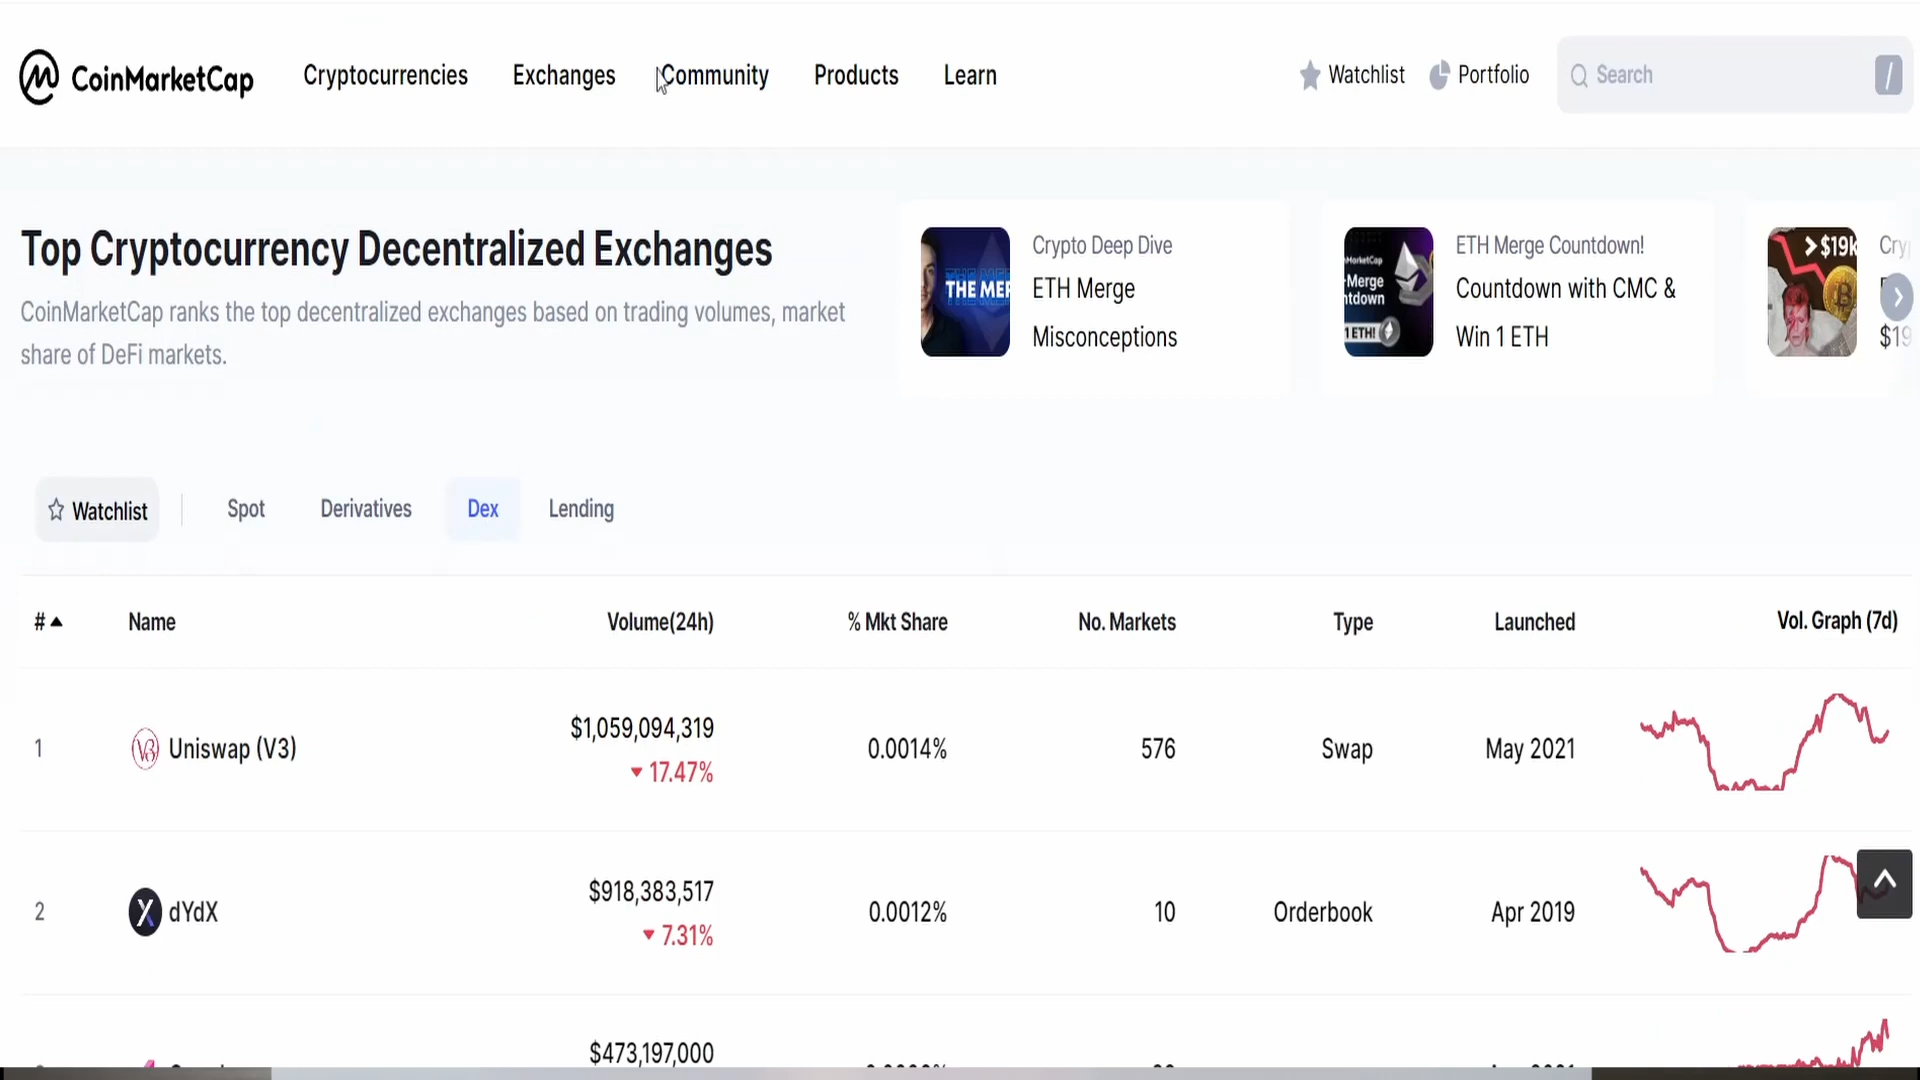 CoinMarketCap Cryptocurrencies Exchanges Community Products Learn Watchlist Portfolio Search /
Top Cryptocurrency Decentralized Exchanges
CoinMarketCap ranks the top decentralized exchanges based on trading volumes, market
share of DeFi markets.
Crypto Deep Dive
ETH Merge
Misconceptions
ETH Merge Countdown!
Countdown with CMC &
Win 1 ETH
1 ETH!
$19k
Watchlist Spot Derivatives Dex Lending
# Name Volume(24h) % Mkt Share No. Markets Type Launched Vol. Graph (7d)
1 Uniswap (V3) $1,059,094,319 0.0014% 576 Swap May 2021
17.47%
2 dYdX $918,383,517 0.0012% 10 Orderbook Apr 2019
7.31%
$473,197,000